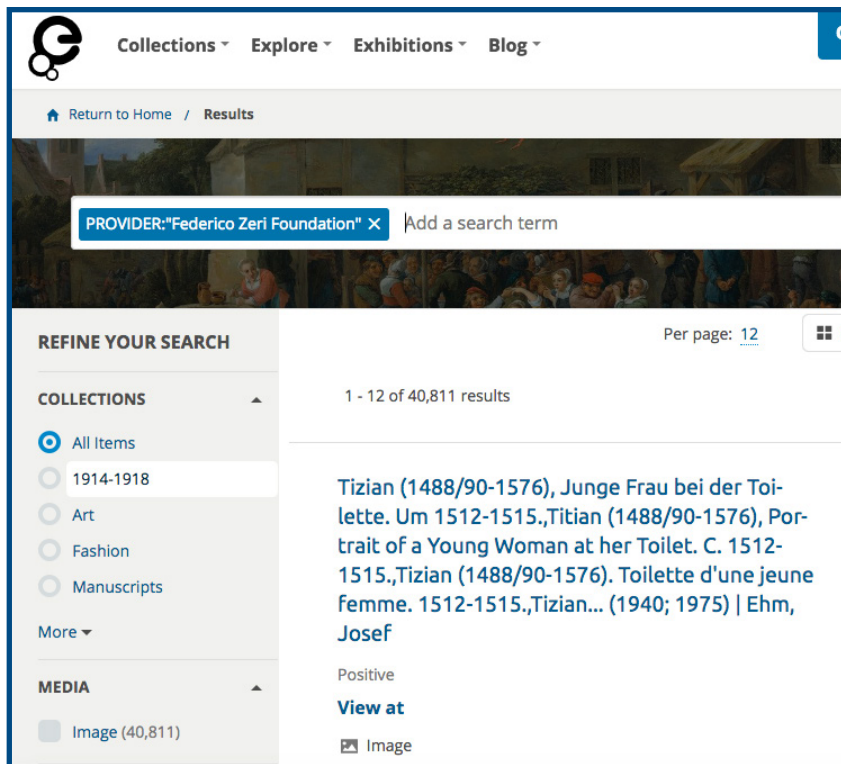 Collections Explore Exhibitions Blog
Return to Home / Results
PROVIDER:"Federico Zeri Foundation" × Add a search term
REFINE YOUR SEARCH
Per page: 12
COLLECTIONS
1 - 12 of 40,811 results
All Items
1914-1918
Art
Fashion
Manuscripts
More
MEDIA
Image (40,811)
Tizian (1488/90-1576), Junge Frau bei der Toi-
lette. Um 1512-1515.,Titian (1488/90-1576), Por-
trait of a Young Woman at her Toilet. C. 1512-
1515.,Tizian (1488/90-1576). Toilette d'une jeune
femme. 1512-1515.,Tizian... (1940; 1975) | Ehm,
Josef
Positive
View at
Image